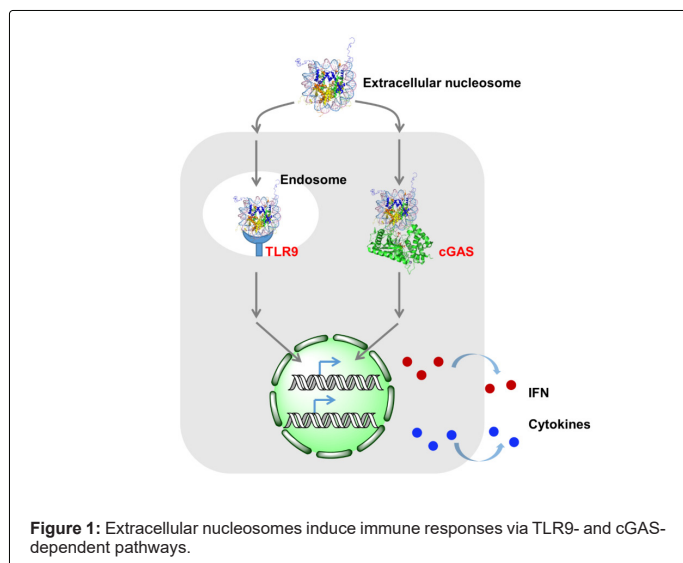 Extracellular nucleosome
Endosome
TLR9
cGAS
IFN
Cytokines
Figure 1: Extracellular nucleosomes induce immune responses via TLR9- and cGAS-
dependent pathways.